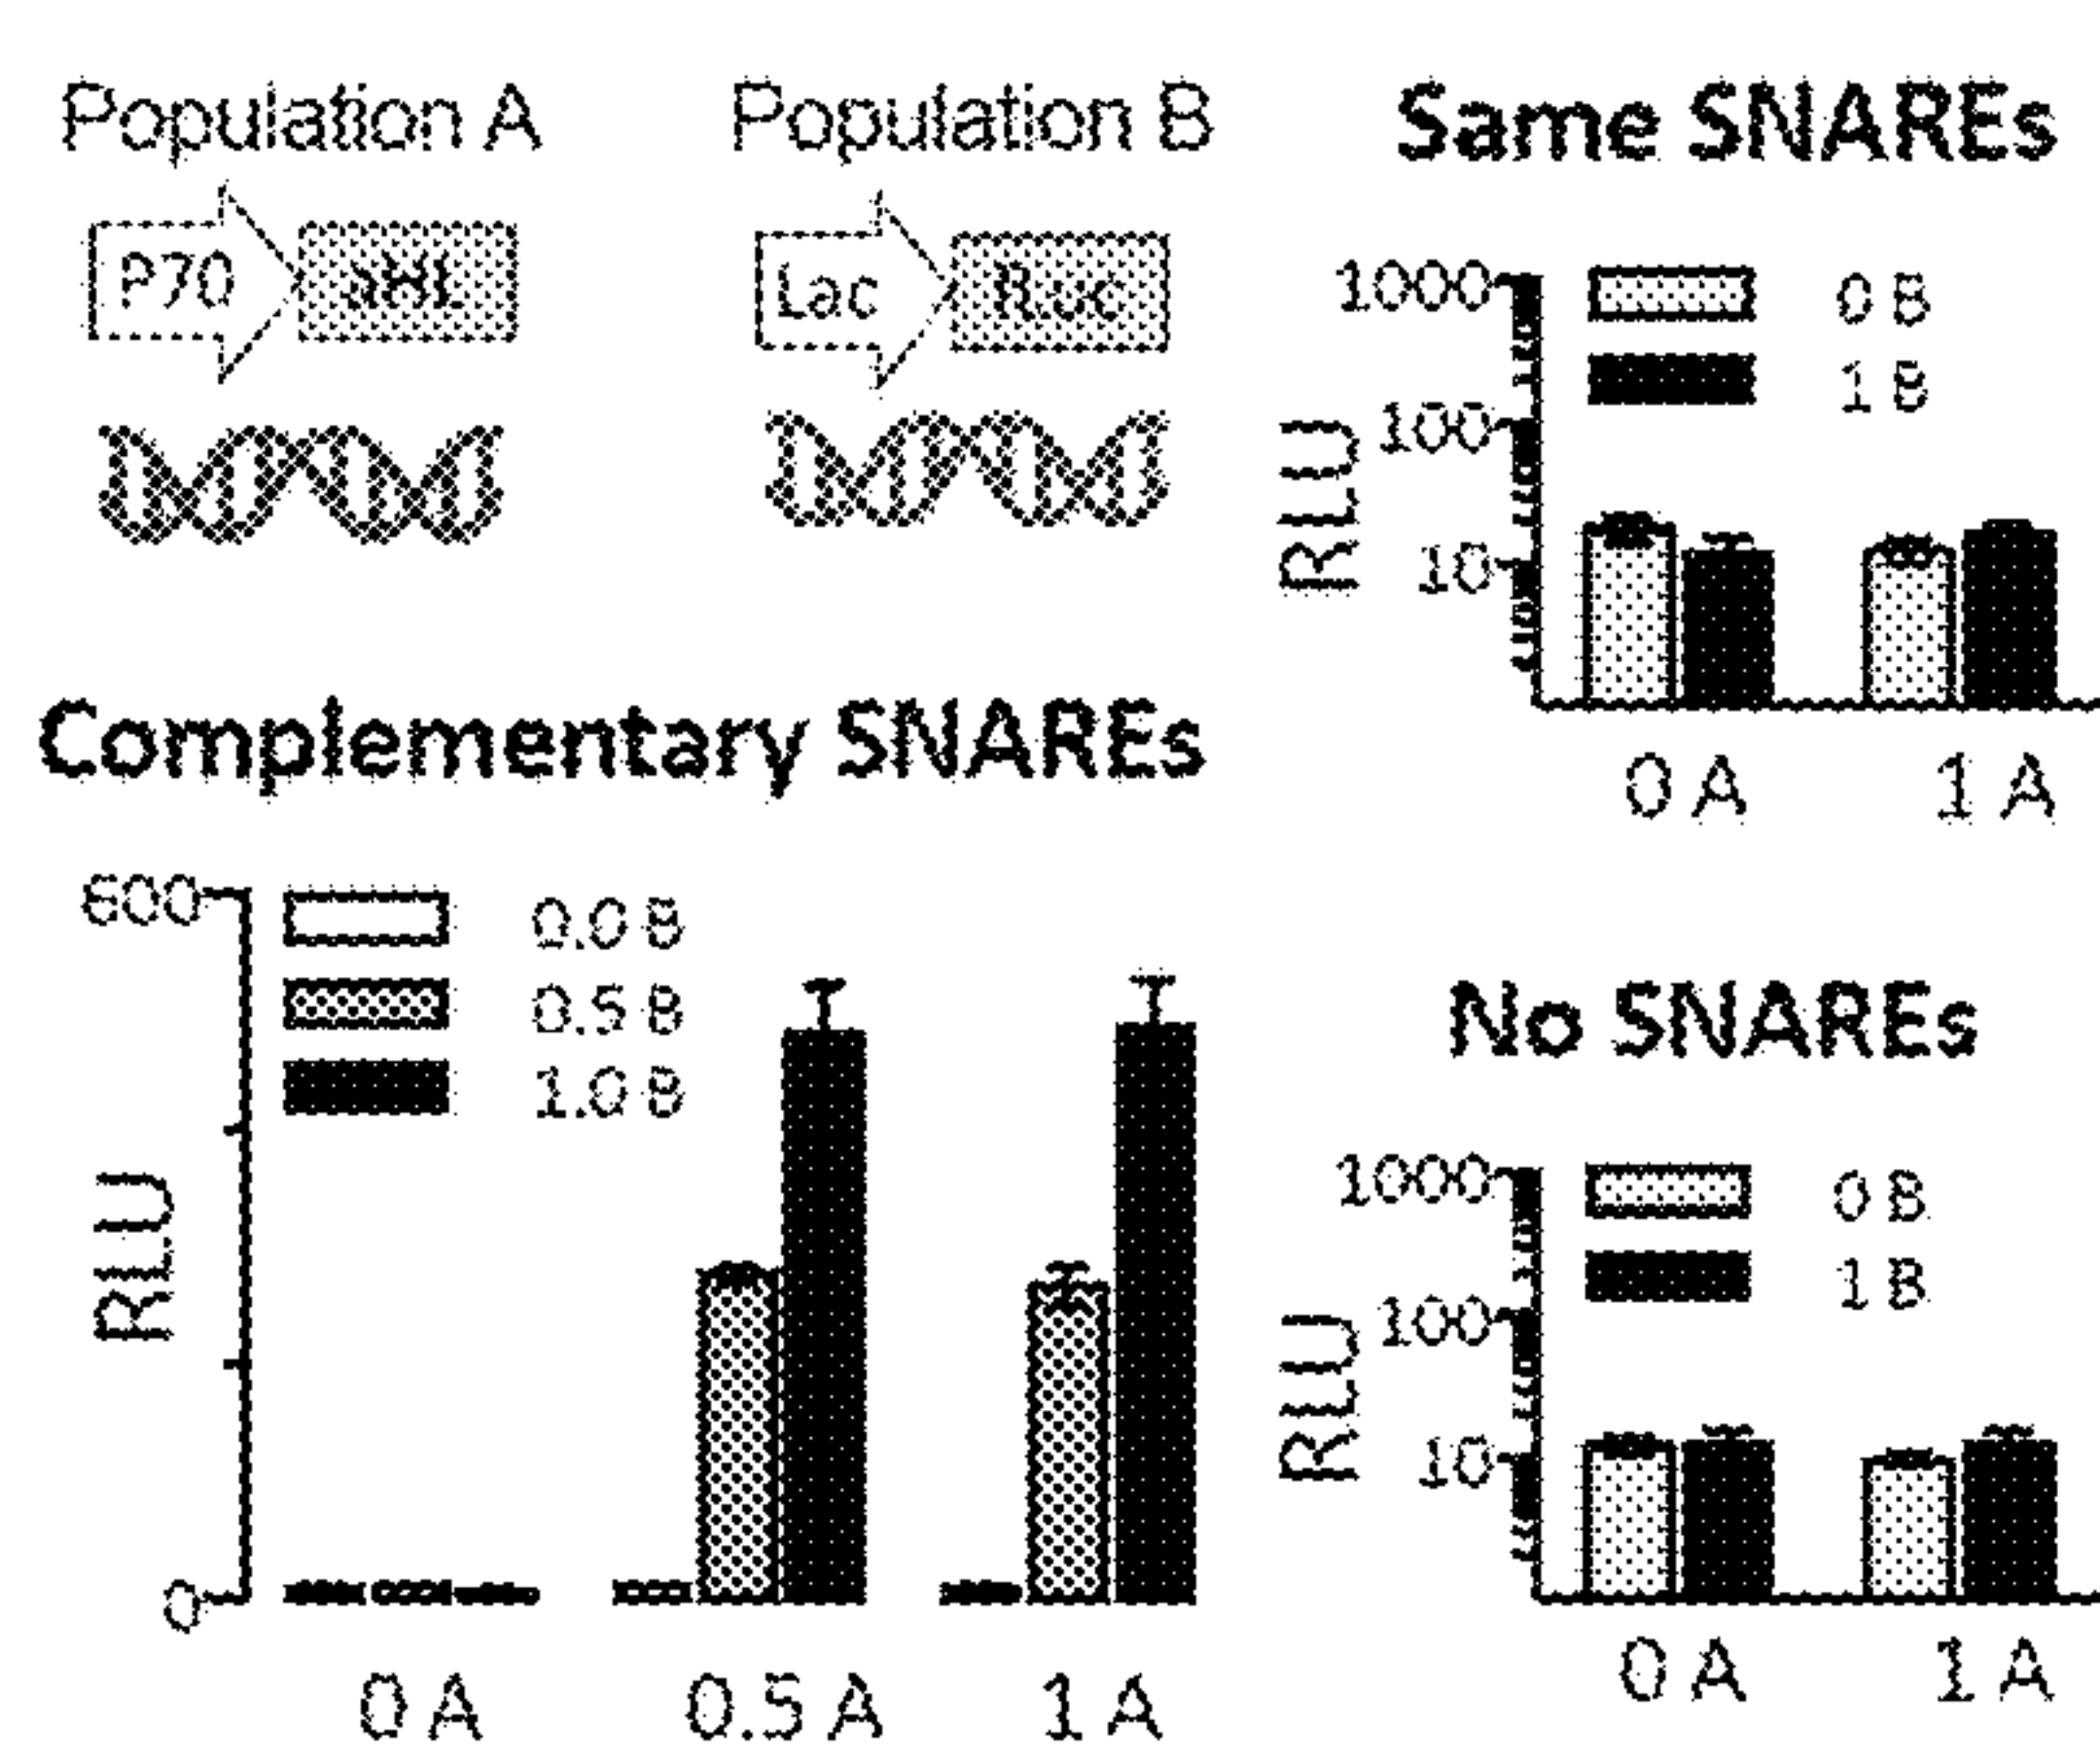 Population A
Population B
P70
aHL
Lac
Complementary SNAREs
600
0.0 B
0.5 B
1.0 B
RLU
0
0 A
0.5 A
1 A
Same SNAREs
1000
100
10
RLU
0 B
1 B
0 A
1 A
No SNAREs
1000
100
10
RLU
0 B
1 B
0 A
1 A